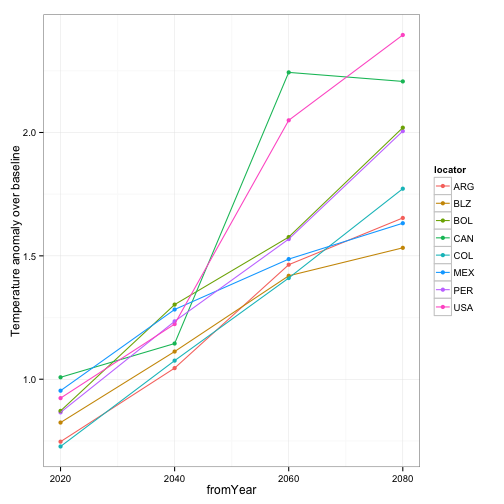 Temperature anomaly over baseline
2.0
1.5
1.0
2020
2040
2060
2080
fromYear
locator
ARG
BLZ
BOL
CAN
COL
MEX
PER
USA